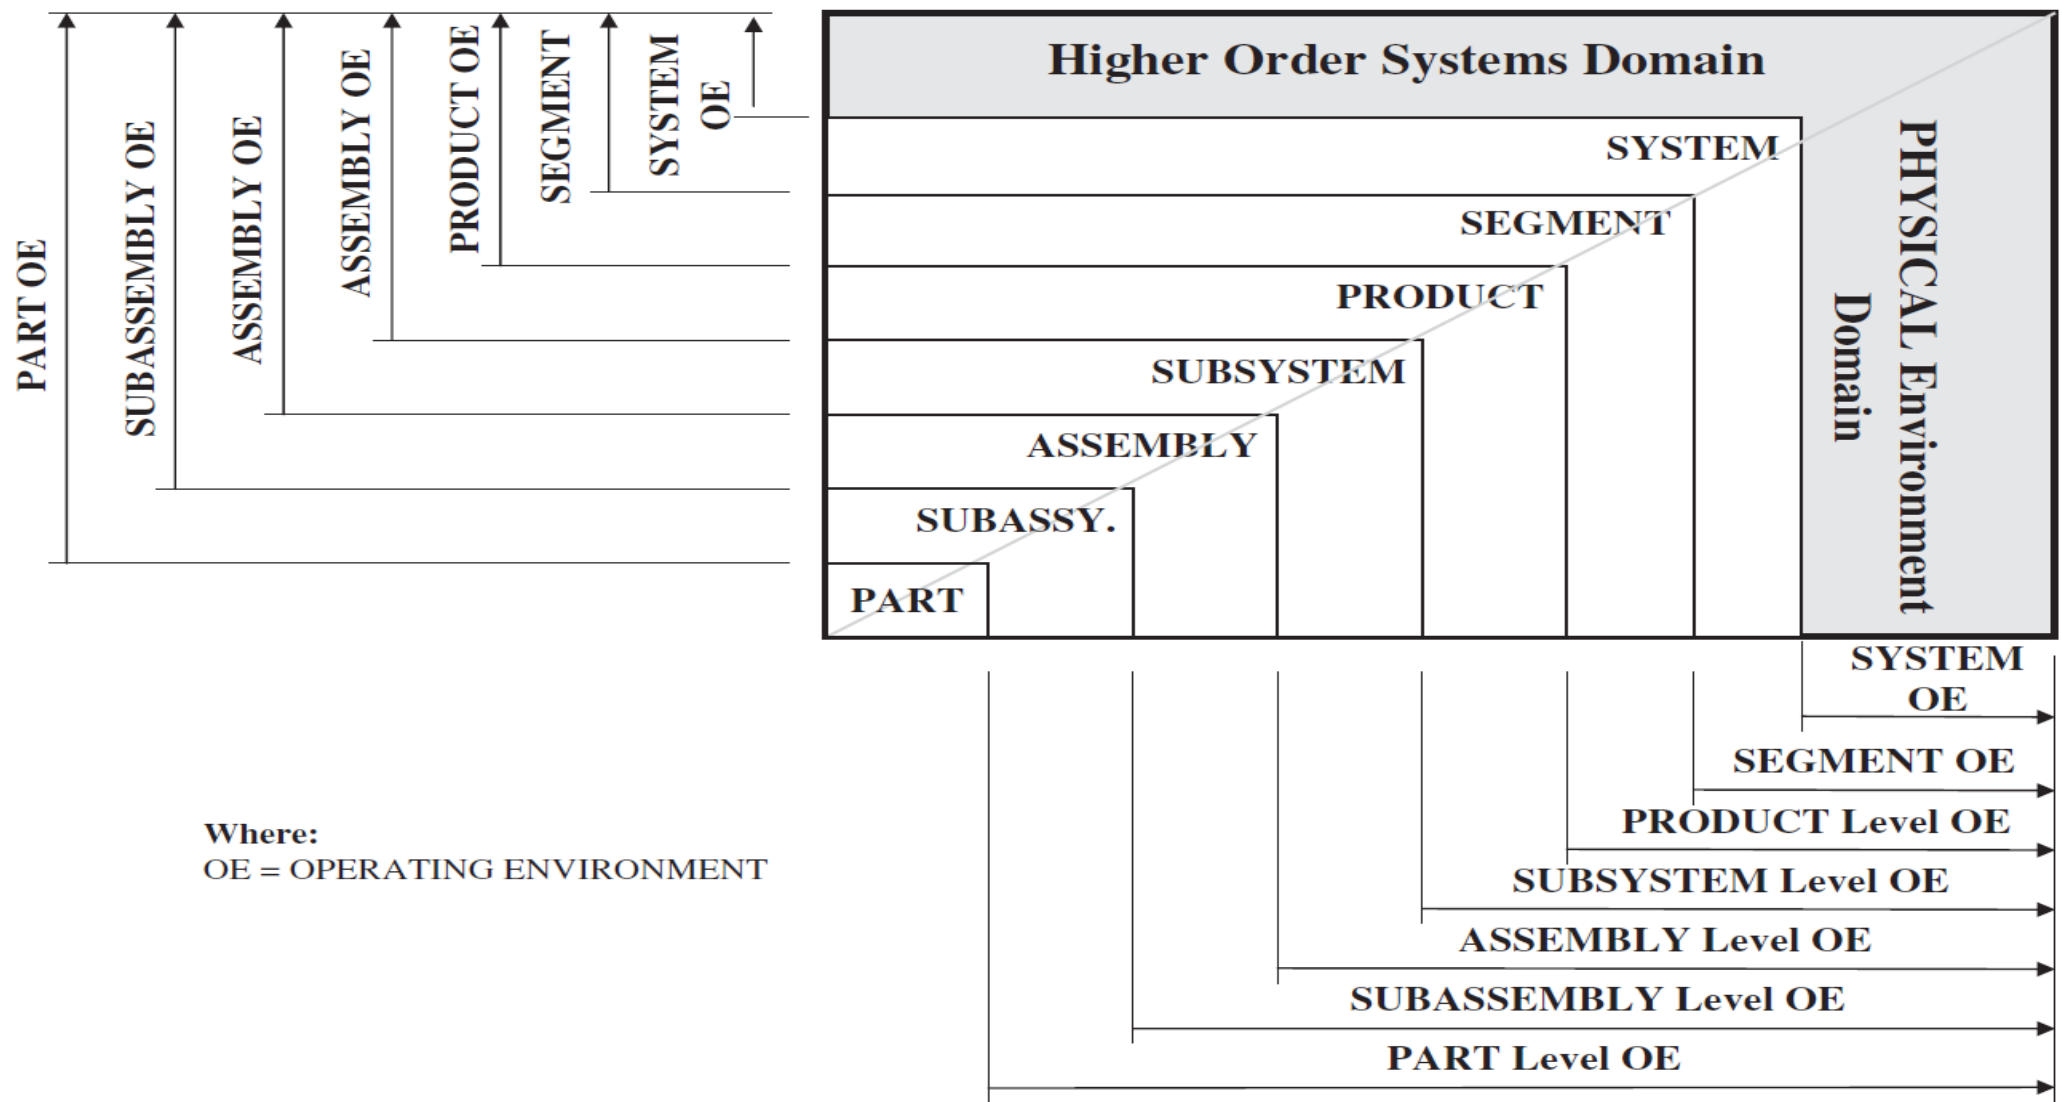 PART OE
SUBASSEMBLY OE
ASSEMBLY OE
ASSEMBLY OE
PRODUCT OE
SEGMENT
SYSTEM
OE
Higher Order Systems Domain
SYSTEM
SEGMENT
PRODUCT
SUBSYSTEM
ASSEMBLY
SUBASSY.
PART
PHYSICAL Environment
Domain
SYSTEM
OE
SEGMENT OE
PRODUCT Level OE
SUBSYSTEM Level OE
ASSEMBLY Level OE
SUBASSEMBLY Level OE
PART Level OE
Where:
OE = OPERATING ENVIRONMENT